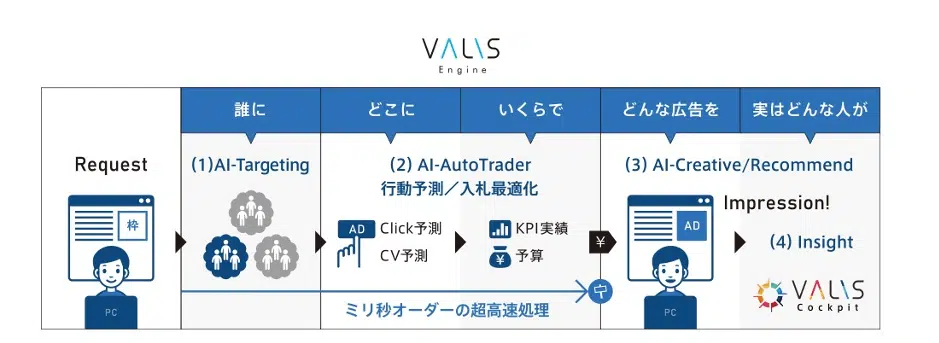 VALIS
Engine
誰に
どこに
いくらで
どんな広告を
実はどんな人が
Request
(1)AI-Targeting
(2) AI-AutoTrader
行動予測／入札最適化
(3) AI-Creative/Recommend
枠
AD
Click予測
CV予測
KPI実績
¥
予算
¥
AD
Impression!
(4) Insight
VALIS
Cockpit
PC
ミリ秒オーダーの超高速処理
PC